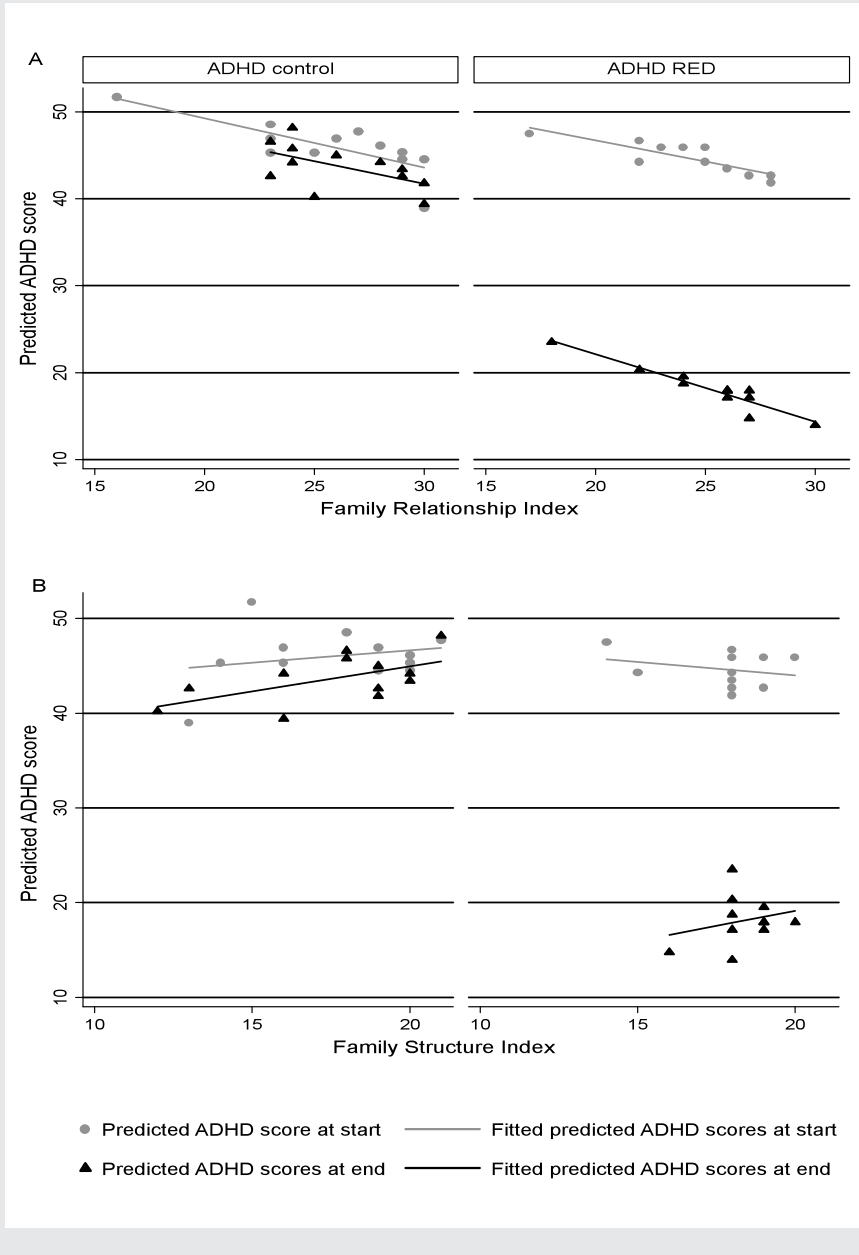 A
ADHD control
ADHD RED
Predicted ADHD score
50
40
30
20
10
15 20 25 30
15 20 25 30
Family Relationship Index
B
Predicted ADHD score
50
40
30
20
10
10 15 20
10 15 20
Family Structure Index
Predicted ADHD score at start
Fitted predicted ADHD scores at start
Predicted ADHD scores at end
Fitted predicted ADHD scores at end